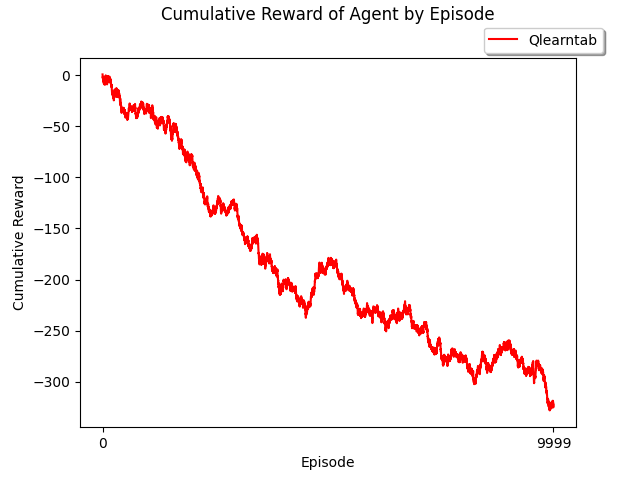 Cumulative Reward of Agent by Episode
Qlearntab
0
−50
−100
−150
−200
−250
−300
Cumulative Reward
0
9999
Episode